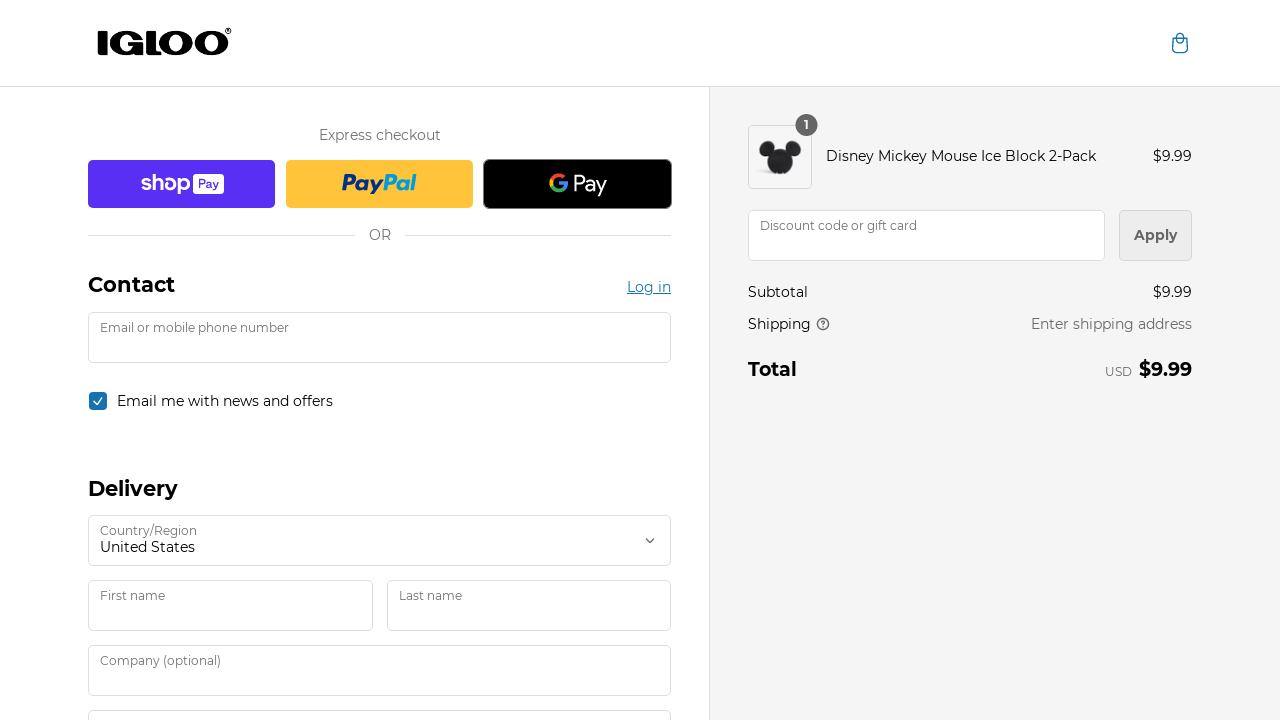 IGLOO®
Express checkout
shop Pay
PayPal
G Pay
OR
Contact
Log in
Email or mobile phone number
Email me with news and offers
Delivery
Country/Region
United States
First name
Last name
Company (optional)
1
Disney Mickey Mouse Ice Block 2-Pack
$9.99
Discount code or gift card
Apply
Subtotal
$9.99
Shipping
Enter shipping address
Total
USD $9.99